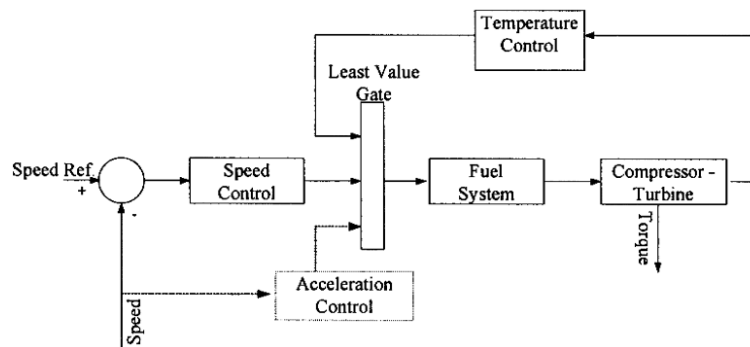 Temperature
Control
Least Value
Gate
Speed Ref.
+
-
Speed
Control
Fuel
System
Compressor -
Turbine
Torque
Acceleration
Control
Speed